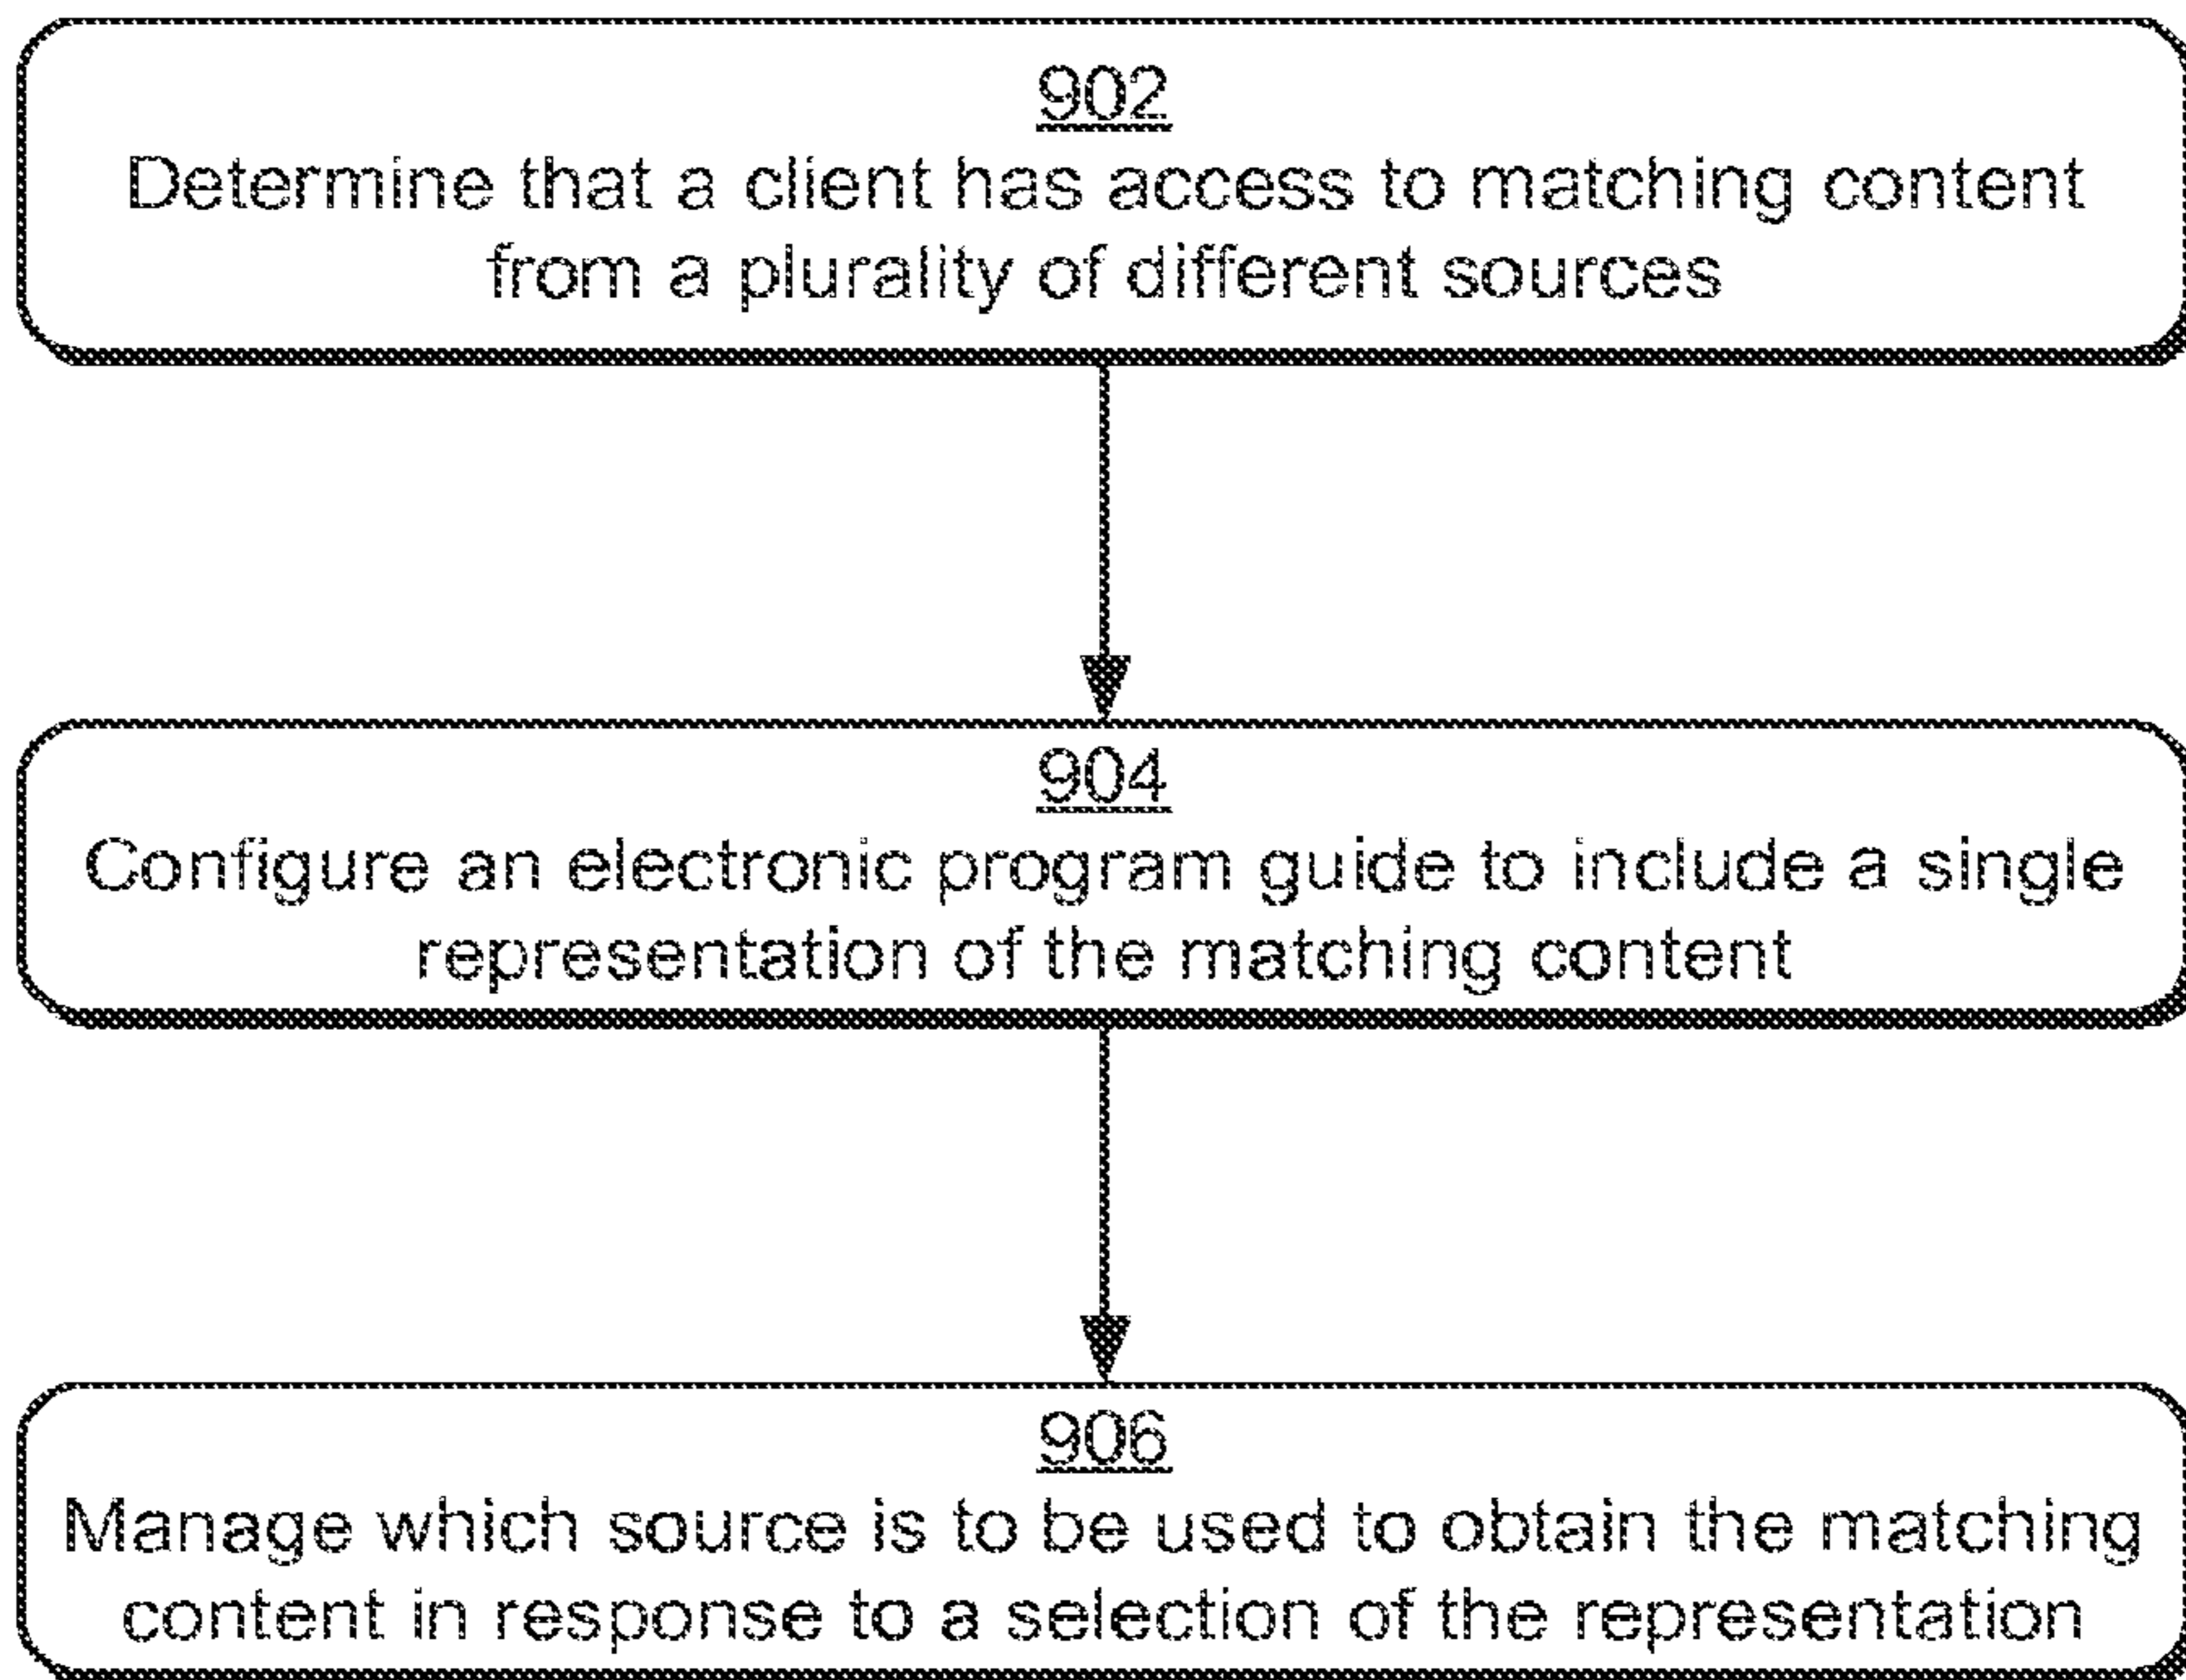 902
Determine that a client has access to matching content
from a plurality of different sources
904
Configure an electronic program guide to include a single
representation of the matching content
906
Manage which source is to be used to obtain the matching
content in response to a selection of the representation